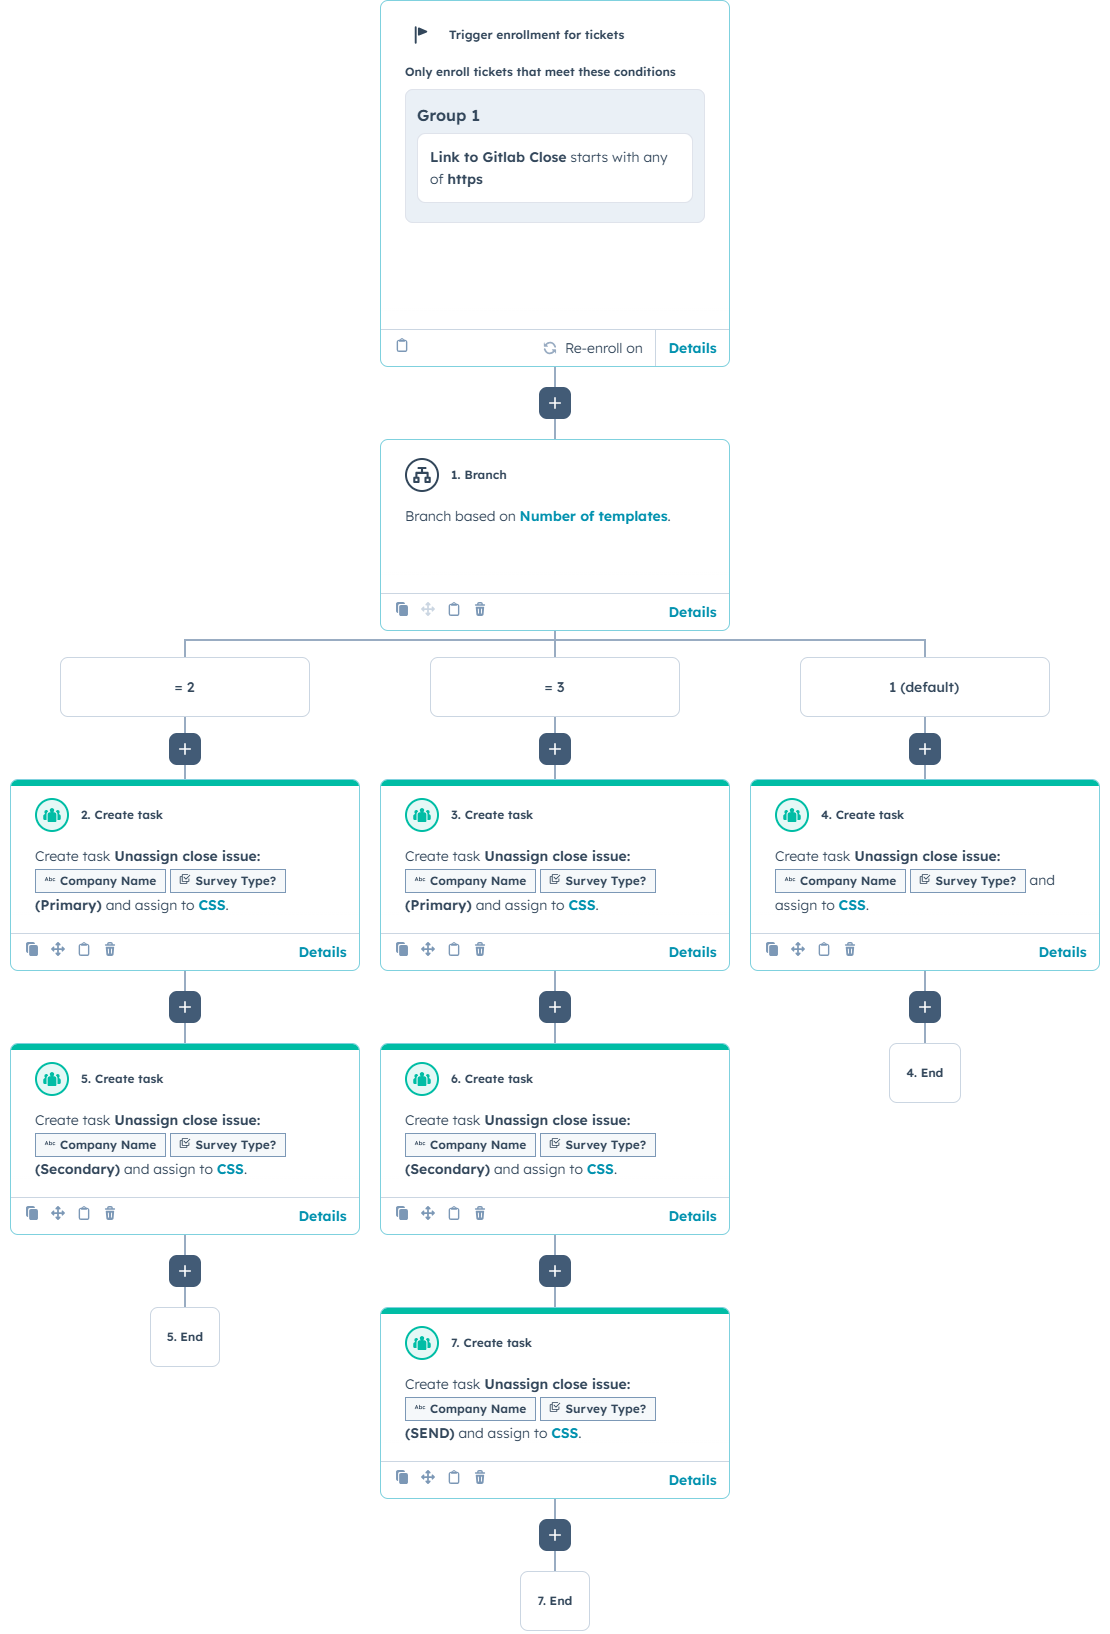 Trigger enrollment for tickets
Only enroll tickets that meet these conditions
Group 1
Link to Gitlab Close starts with any
of https
Re-enroll on
Details
1. Branch
Branch based on Number of templates.
Details
= 2
= 3
1 (default)
2. Create task
Create task Unassign close issue:
Abc Company Name Survey Type?
(Primary) and assign to CSS.
Details
3. Create task
Create task Unassign close issue:
Abc Company Name Survey Type?
(Primary) and assign to CSS.
Details
4. Create task
Create task Unassign close issue:
Abc Company Name Survey Type? and
assign to CSS.
Details
5. Create task
Create task Unassign close issue:
Abc Company Name Survey Type?
(Secondary) and assign to CSS.
Details
6. Create task
Create task Unassign close issue:
Abc Company Name Survey Type?
(Secondary) and assign to CSS.
Details
4. End
5. End
7. Create task
Create task Unassign close issue:
Abc Company Name Survey Type?
(SEND) and assign to CSS.
Details
7. End